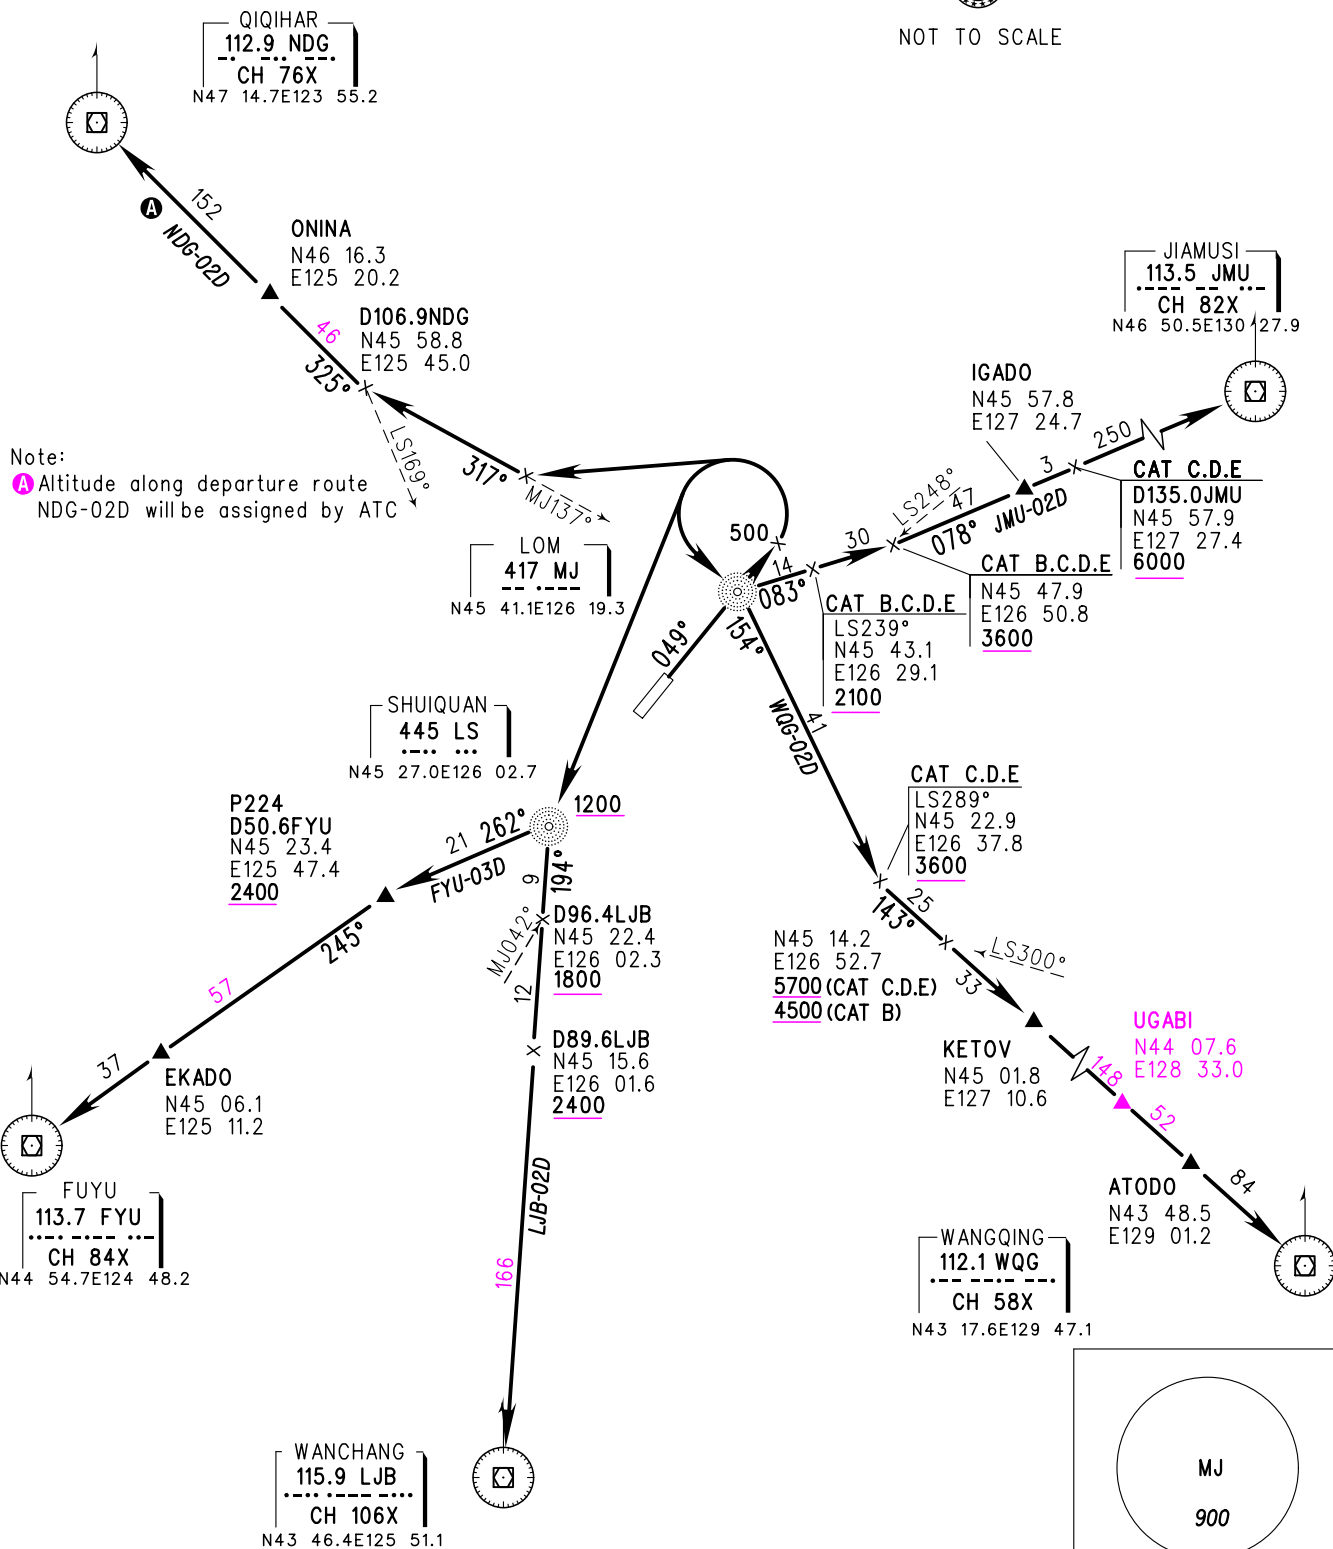 NOT TO SCALE
QIQIHAR
112.9 NDG
CH 76X
N47 14.7E123 55.2
152
A
NDG-02D
ONINA
N46 16.3
E125 20.2
46
325°
D106.9NDG
N45 58.8
E125 45.0
LS169°
317°
MJ137°
Note:
A Altitude along departure route
NDG-02D will be assigned by ATC
LOM
417 MJ
N45 41.1E126 19.3
JIAMUSI
113.5 JMU
CH 82X
N46 50.5E130 27.9
IGADO
N45 57.8
E127 24.7
250
3
CAT C.D.E
D135.0JMU
N45 57.9
E127 27.4
6000
LS248°
47
078°
JMU-02D
500
14
30
083°
CAT B.C.D.E
N45 47.9
E126 50.8
3600
CAT B.C.D.E
LS239°
N45 43.1
E126 29.1
2100
049°
154°
WQG-02D
41
SHUIQUAN
445 LS
N45 27.0E126 02.7
1200
P224
D50.6FYU
N45 23.4
E125 47.4
2400
21
262°
FYU-03D
245°
57
37
EKADO
N45 06.1
E125 11.2
FUYU
113.7 FYU
CH 84X
N44 54.7E124 48.2
9
194°
MJ042°
D96.4LJB
N45 22.4
E126 02.3
1800
12
D89.6LJB
N45 15.6
E126 01.6
2400
LJB-02D
166
WANCHANG
115.9 LJB
CH 106X
N43 46.4E125 51.1
CAT C.D.E
LS289°
N45 22.9
E126 37.8
3600
25
143°
LS300°
33
N45 14.2
E126 52.7
5700(CAT C.D.E)
4500(CAT B)
KETOV
N45 01.8
E127 10.6
148
UGABI
N44 07.6
E128 33.0
52
84
ATODO
N43 48.5
E129 01.2
WANGQING
112.1 WQG
CH 58X
N43 17.6E129 47.1
MJ
900